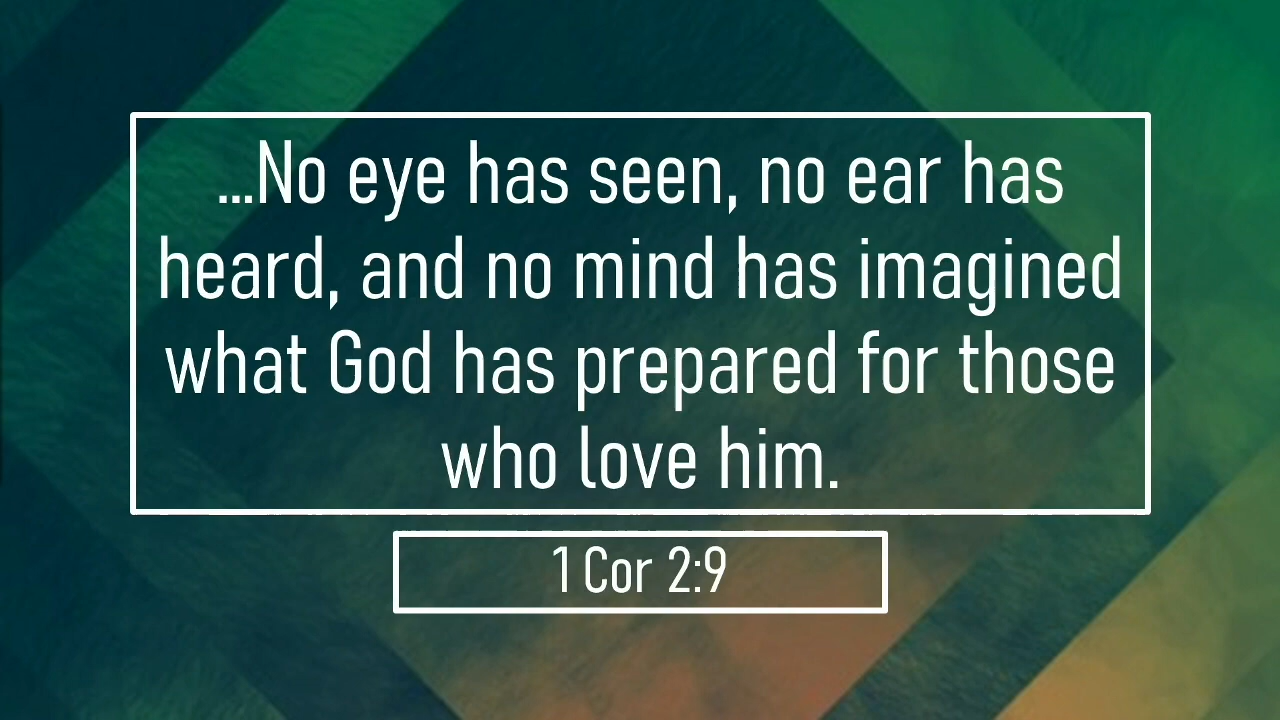 ...No eye has seen, no ear has
heard, and no mind has imagined
what God has prepared for those
who love him.
1 Cor 2:9